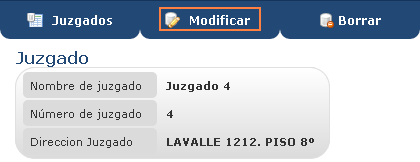 Juzgados Modificar Borrar
Juzgado
Nombre de juzgado Juzgado 4
Número de juzgado 4
Direccion Juzgado LAVALLE 1212. PISO 8º